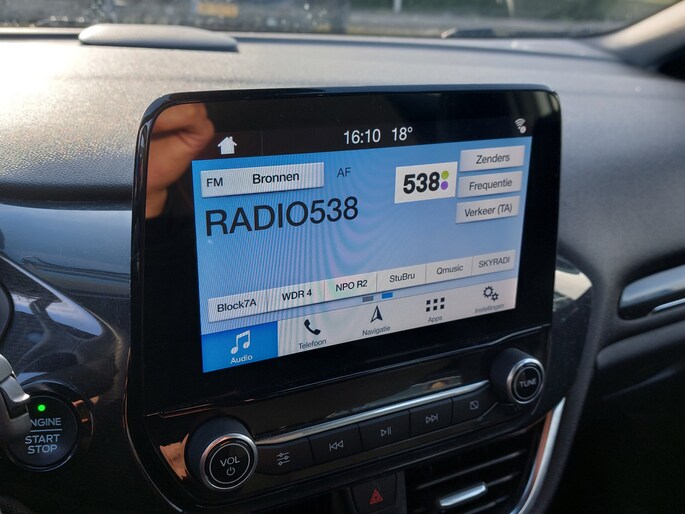 16:10 18°
FM Bronnen AF
538
Zenders
Frequentie
Verkeer (TA)
RADIO538
Block7A WDR 4 NPO R2 StuBru Qmusic SKYRADI
Audio Telefoon Navigatie Apps Instellingen
ENGINE
START
STOP
VOL
TUNE